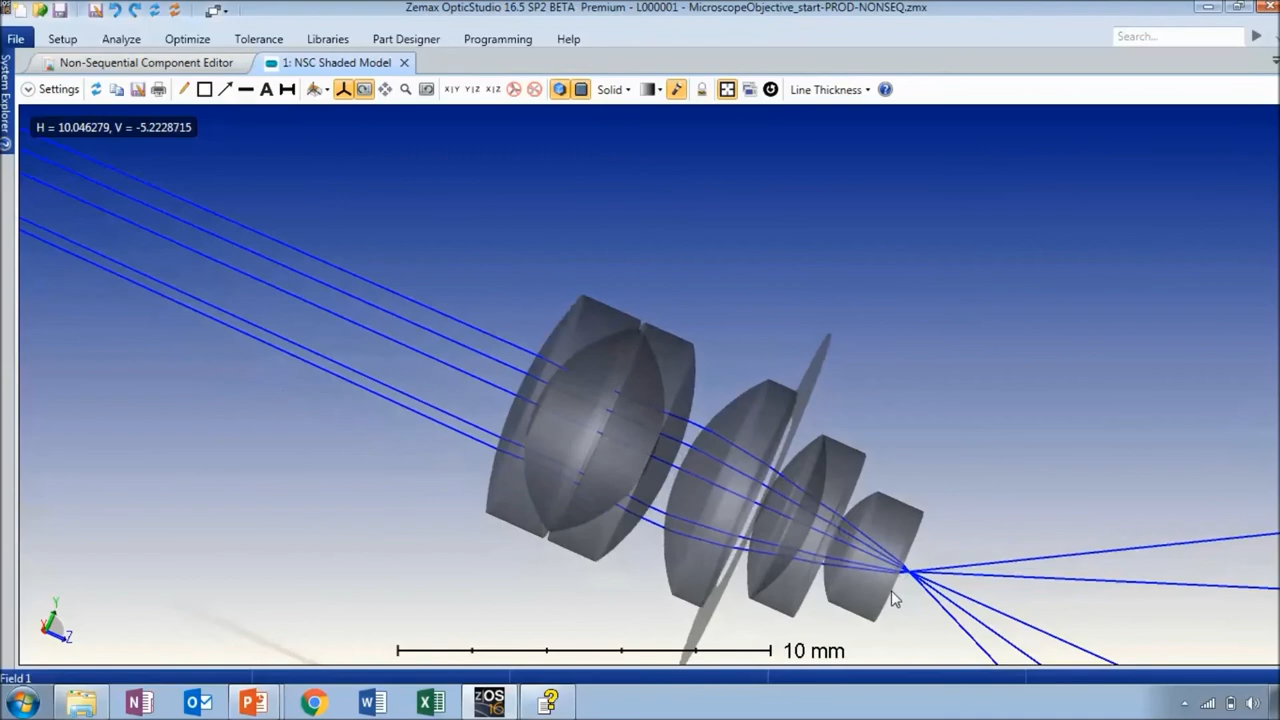 Zemax OpticStudio 16.5 SP2 BETA  Premium - L000001 - MicroscopeObjective_start-PROD-NONSEQ.zmx
File Setup Analyze Optimize Tolerance Libraries Part Designer Programming Help Search...
Non-Sequential Component Editor 1: NSC Shaded Model
Settings X|Y Y|Z X|Z Solid Line Thickness
System Explorer
H = 10.046279, V = -5.2228715
Y
X Z
10 mm
Field 1
ZOS
16